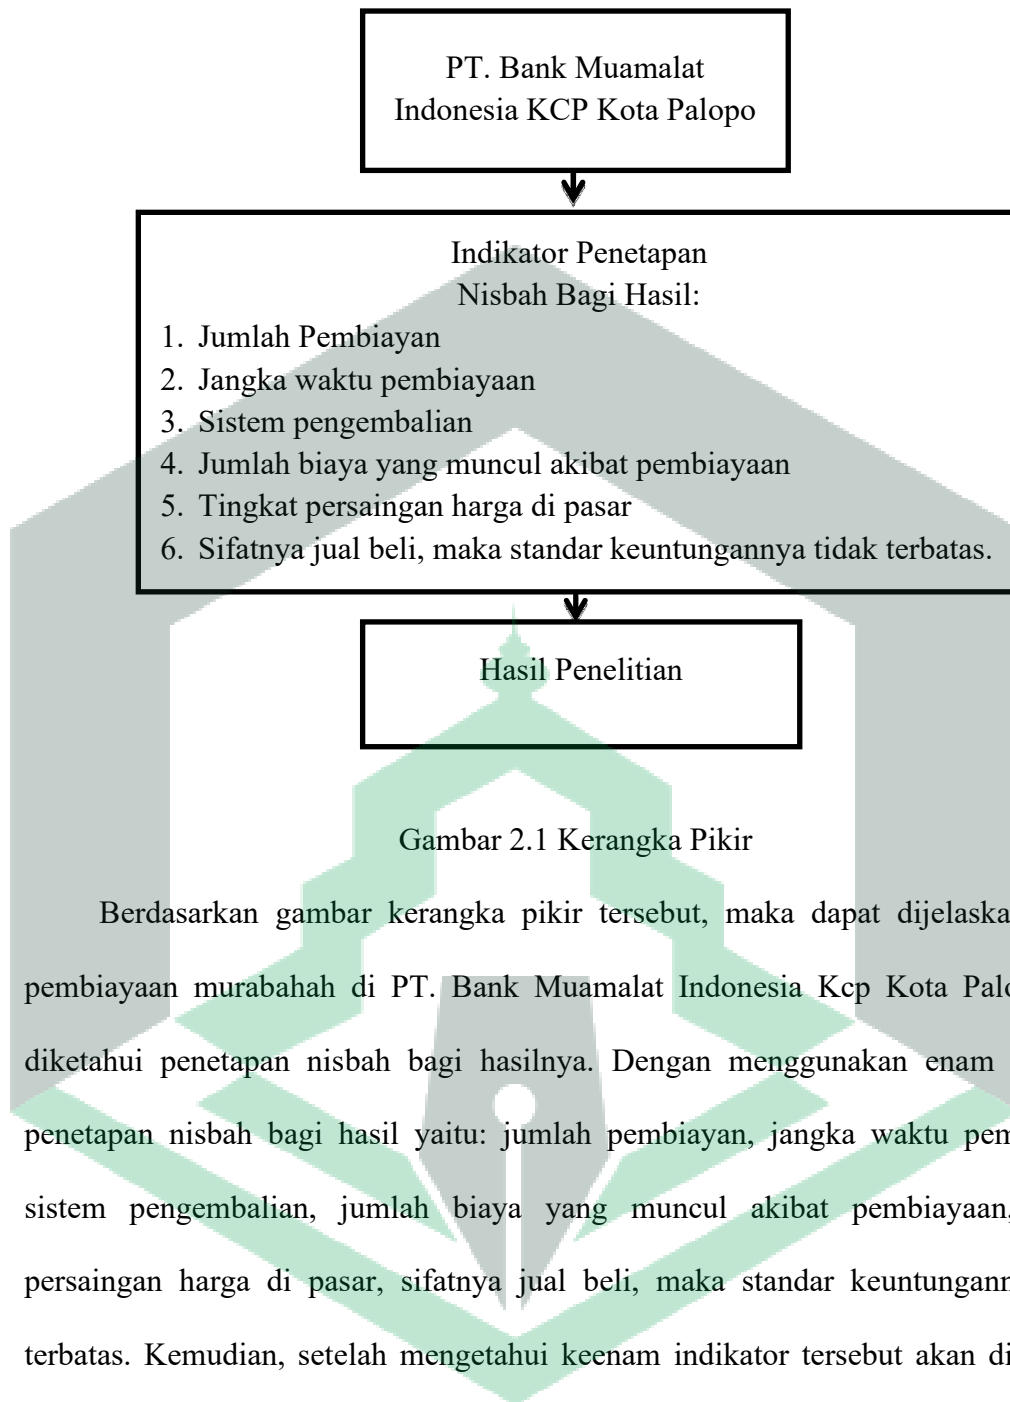 PT. Bank Muamalat
Indonesia KCP Kota Palopo
Indikator Penetapan
Nisbah Bagi Hasil:
1. Jumlah Pembiayan
2. Jangka waktu pembiayaan
3. Sistem pengembalian
4. Jumlah biaya yang muncul akibat pembiayaan
5. Tingkat persaingan harga di pasar
6. Sifatnya jual beli, maka standar keuntungannya tidak terbatas.
Hasil Penelitian
Gambar 2.1 Kerangka Pikir
Berdasarkan gambar kerangka pikir tersebut, maka dapat dijelaska
pembiayaan murabahah di PT. Bank Muamalat Indonesia Kcp Kota Palo
diketahui penetapan nisbah bagi hasilnya. Dengan menggunakan enam
penetapan nisbah bagi hasil yaitu: jumlah pembiayan, jangka waktu pem
sistem pengembalian, jumlah biaya yang muncul akibat pembiayaan,
persaingan harga di pasar, sifatnya jual beli, maka standar keuntungann
terbatas. Kemudian, setelah mengetahui keenam indikator tersebut akan di